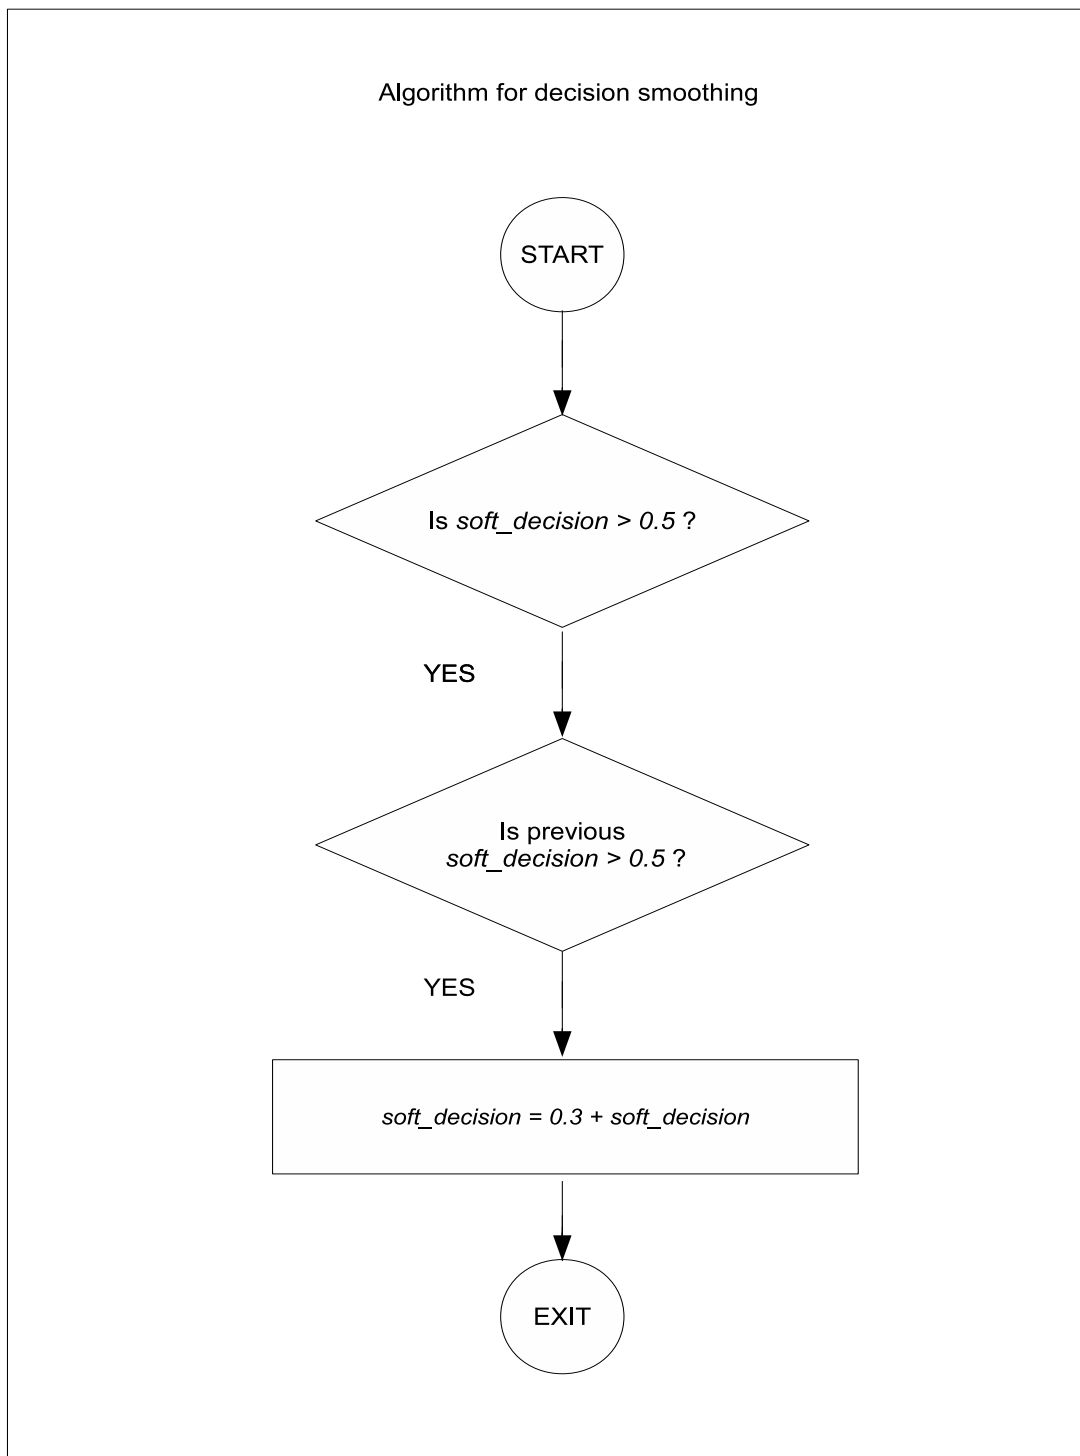 Algorithm for decision smoothing
START
Is soft_decision > 0.5 ?
YES
Is previous
soft_decision > 0.5 ?
YES
soft_decision = 0.3 + soft_decision
EXIT